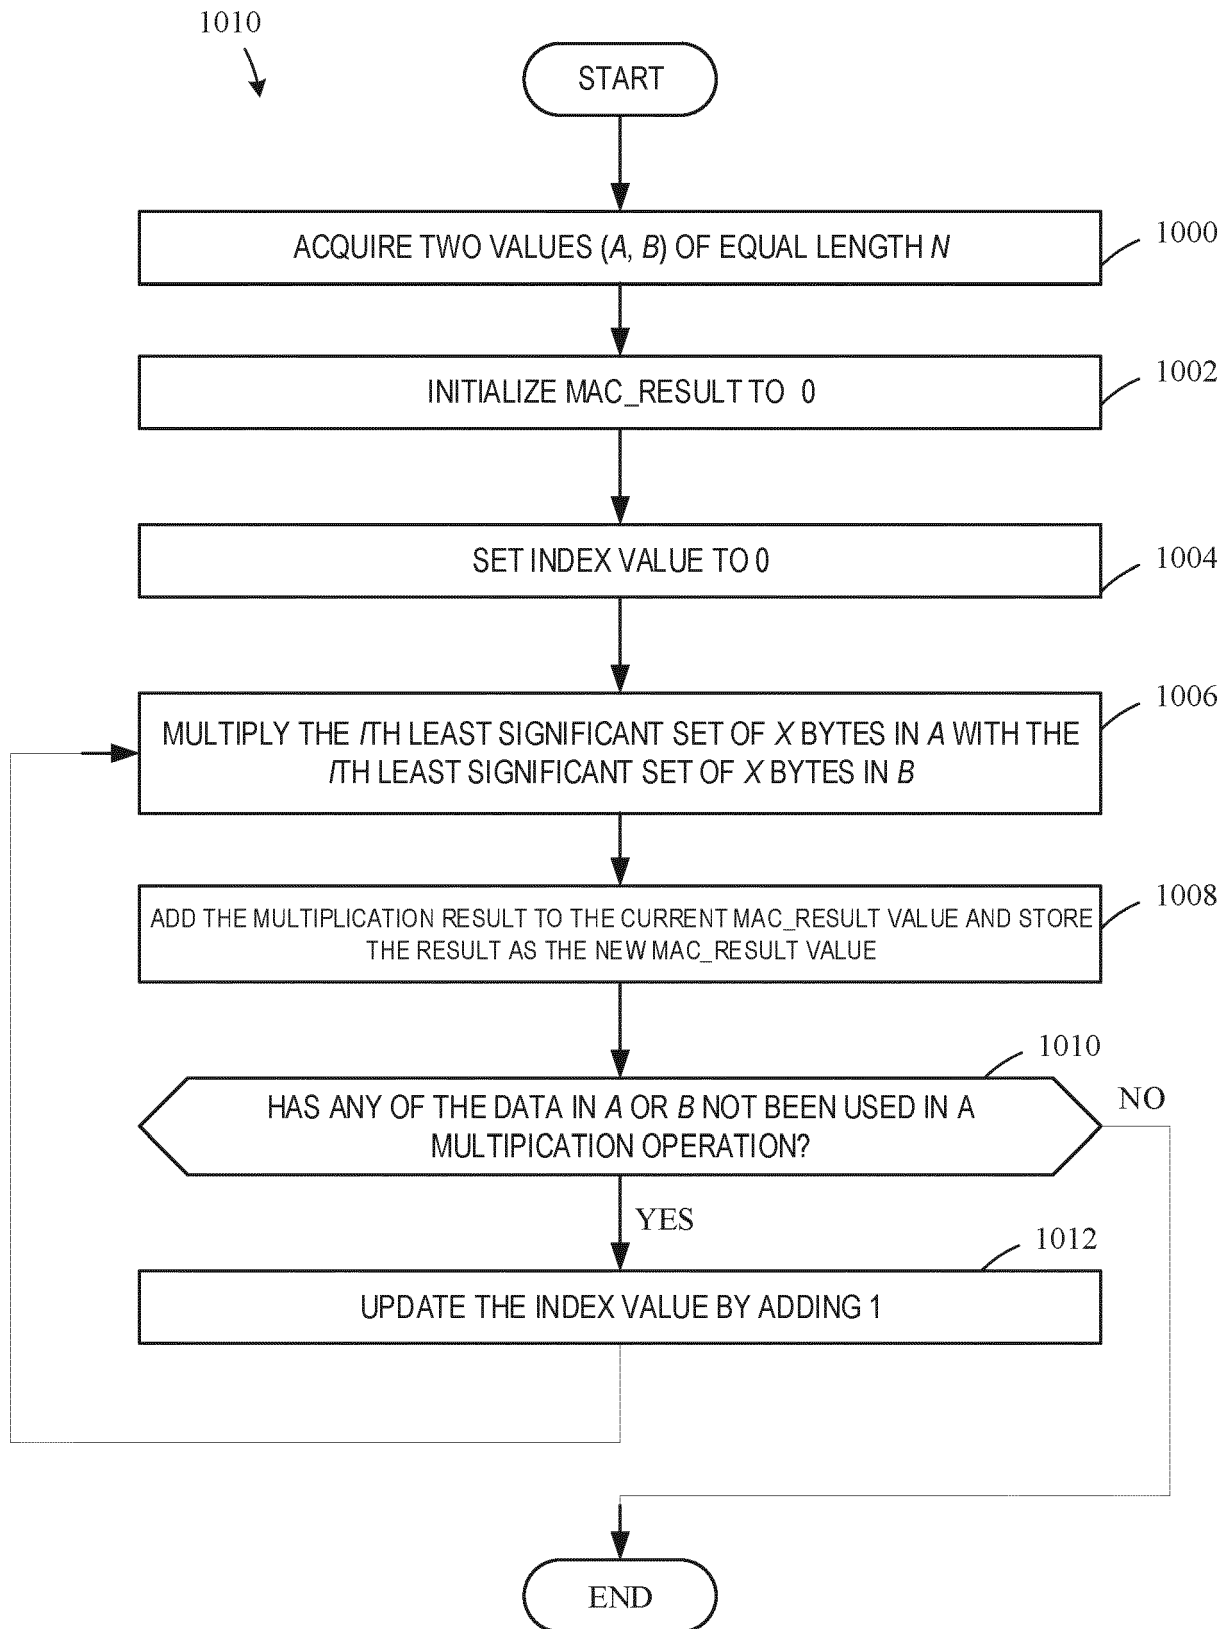 1010
START
ACQUIRE TWO VALUES (A, B) OF EQUAL LENGTH N
1000
INITIALIZE MAC_RESULT TO 0
1002
SET INDEX VALUE TO 0
1004
MULTIPLY THE ITH LEAST SIGNIFICANT SET OF X BYTES IN A WITH THE
ITH LEAST SIGNIFICANT SET OF X BYTES IN B
1006
ADD THE MULTIPLICATION RESULT TO THE CURRENT MAC_RESULT VALUE AND STORE
THE RESULT AS THE NEW MAC_RESULT VALUE
1008
1010
HAS ANY OF THE DATA IN A OR B NOT BEEN USED IN A
MULTIPICATION OPERATION?
NO
YES
1012
UPDATE THE INDEX VALUE BY ADDING 1
END